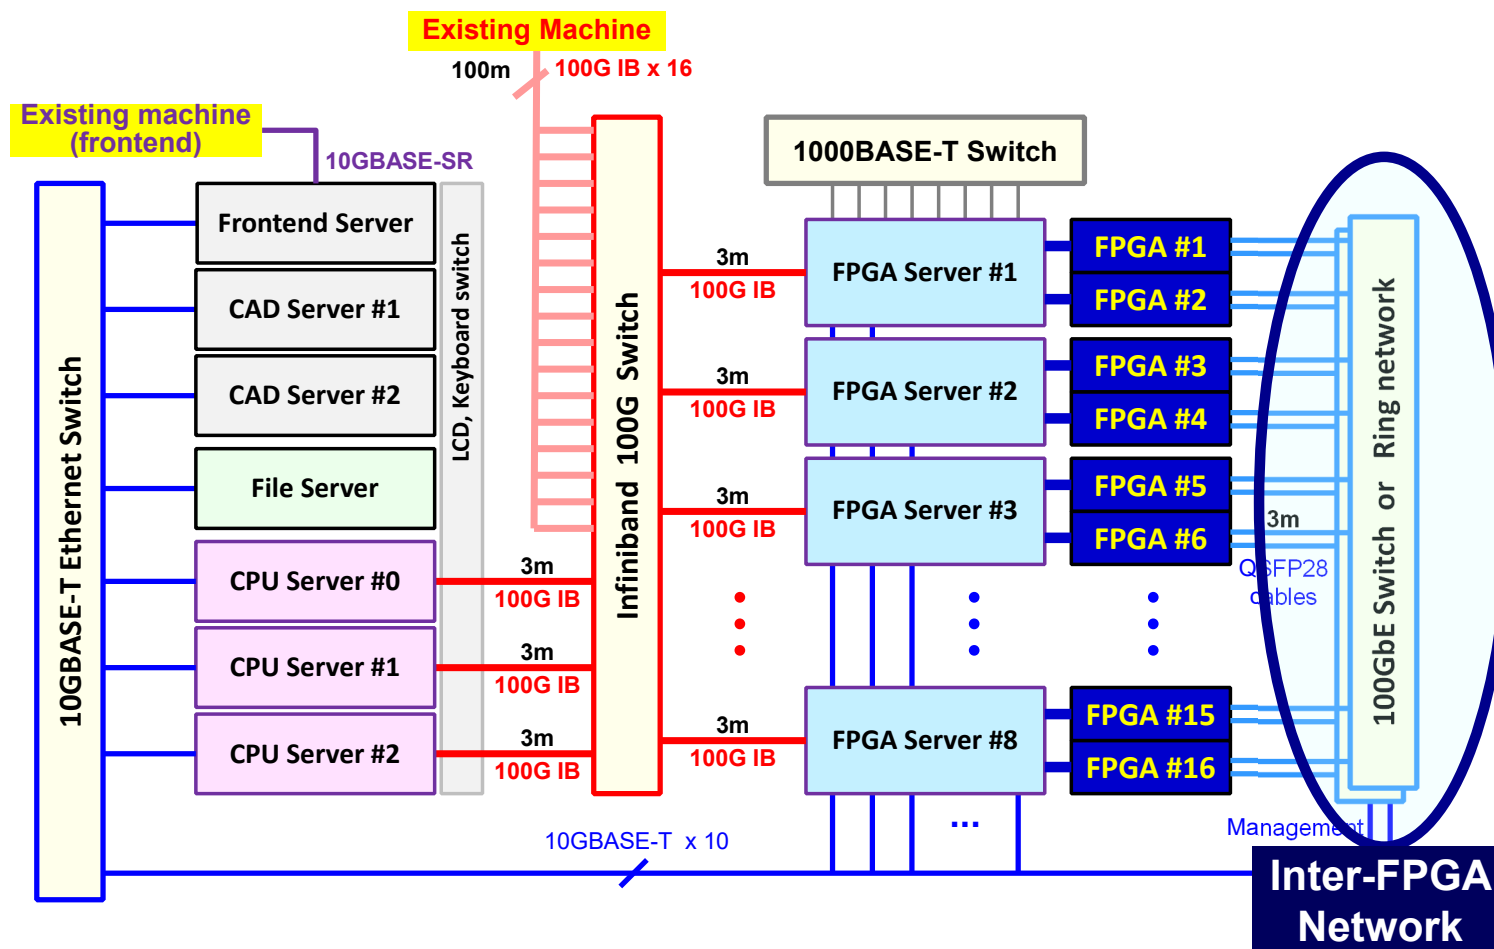 Existing Machine
100m
100G IB x 16
Existing machine
(frontend)
10GBASE-SR
1000BASE-T Switch
10GBASE-T Ethernet Switch
Frontend Server
CAD Server #1
CAD Server #2
File Server
CPU Server #0
CPU Server #1
CPU Server #2
LCD, Keyboard switch
3m
100G IB
3m
100G IB
3m
100G IB
Infiniband 100G Switch
3m
100G IB
3m
100G IB
3m
100G IB
3m
100G IB
FPGA Server #1
FPGA Server #2
FPGA Server #3
FPGA Server #8
...
FPGA #1
FPGA #2
FPGA #3
FPGA #4
FPGA #5
FPGA #6
FPGA #15
FPGA #16
3m
QSFP28
cables
100GbE Switch or Ring network
Management
10GBASE-T x 10
Inter-FPGA
Network